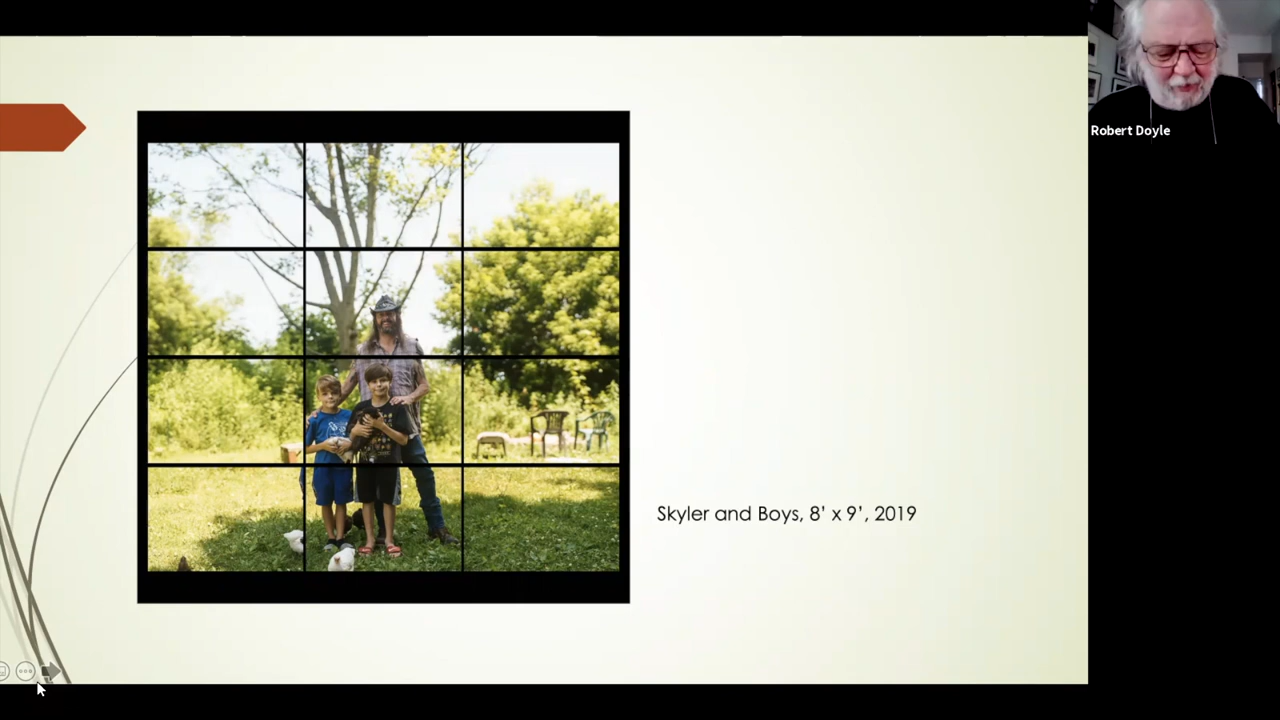 Robert Doyle
Skyler and Boys, 8’ x 9’, 2019